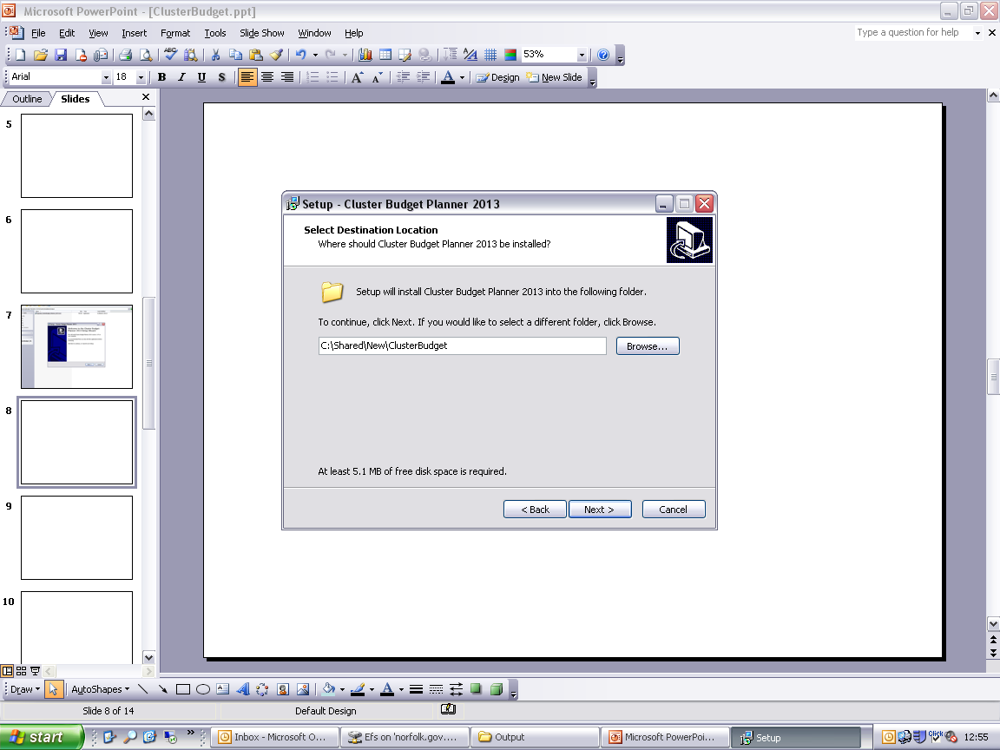 Microsoft PowerPoint - [ClusterBudget.ppt]
File Edit View Insert Format Tools Slide Show Window Help
Type a question for help
53%
Arial 18 B I U S A A A Design New Slide
Outline Slides
5
6
7
8
9
10
Setup - Cluster Budget Planner 2013
Select Destination Location
Where should Cluster Budget Planner 2013 be installed?
Setup will install Cluster Budget Planner 2013 into the following folder.
To continue, click Next. If you would like to select a different folder, click Browse.
C:\Shared\New\ClusterBudget
Browse...
At least 5.1 MB of free disk space is required.
< Back Next > Cancel
Draw AutoShapes
Slide 8 of 14 Default Design
start Inbox - Microsoft O... Efs on 'norfolk.gov.... Output Microsoft PowerPoi... Setup Click 12:55